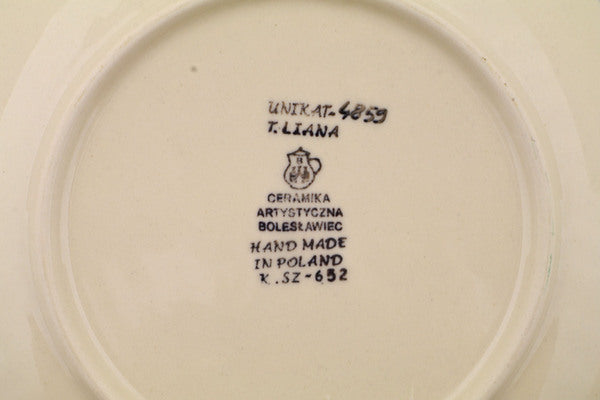 UNIKAT-4859
T. LIANA
B
CERAMIKA
ARTYSTYCZNA
BOLESŁAWIEC
HAND MADE
IN POLAND
K. SZ-652